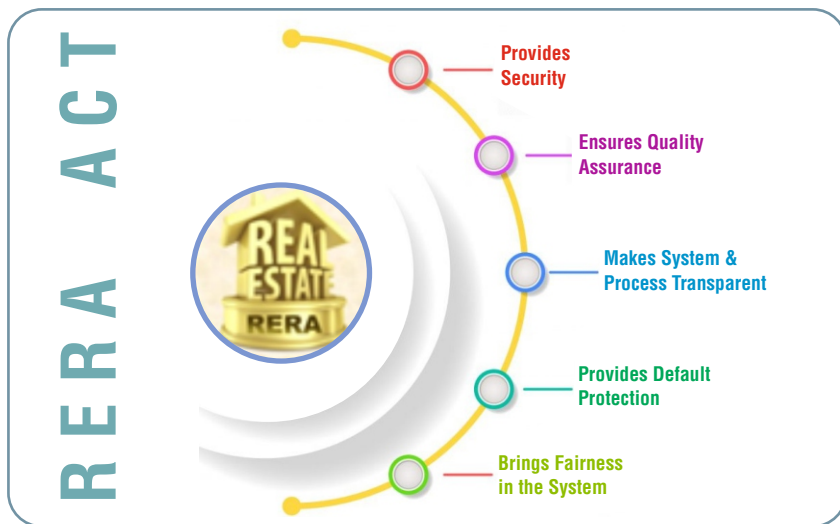 RERA ACT
REAL
ESTATE
RERA
Provides
Security
Ensures Quality
Assurance
Makes System &
Process Transparent
Provides Default
Protection
Brings Fairness
in the System